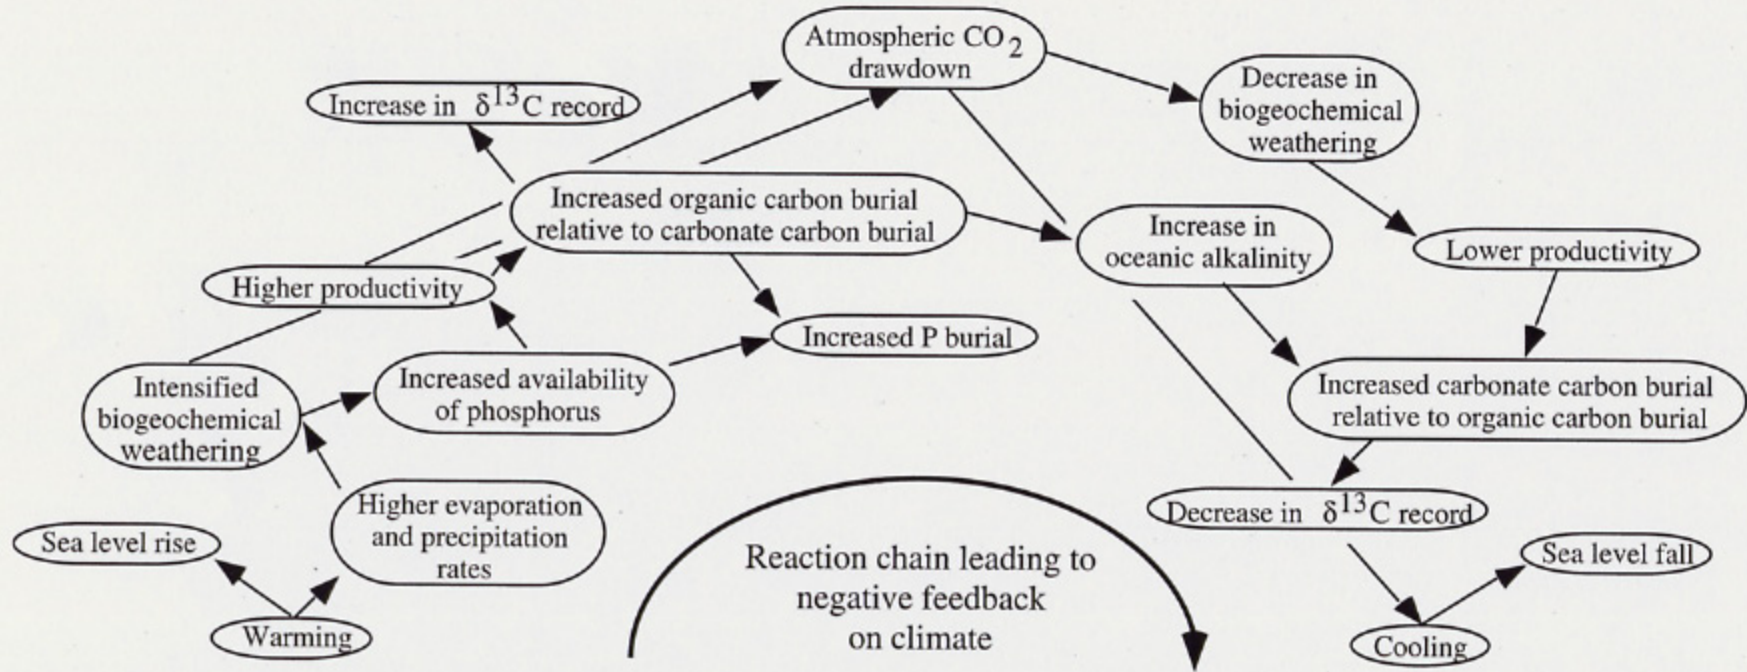 Atmospheric CO2
drawdown
Decrease in
biogeochemical
weathering
Increase in δ13C record
Increased organic carbon burial
relative to carbonate carbon burial
Increase in
oceanic alkalinity
Lower productivity
Higher productivity
Increased P burial
Intensified
biogeochemical
weathering
Increased availability
of phosphorus
Increased carbonate carbon burial
relative to organic carbon burial
Higher evaporation
and precipitation
rates
Decrease in δ13C record
Sea level rise
Sea level fall
Reaction chain leading to
negative feedback
on climate
Warming
Cooling